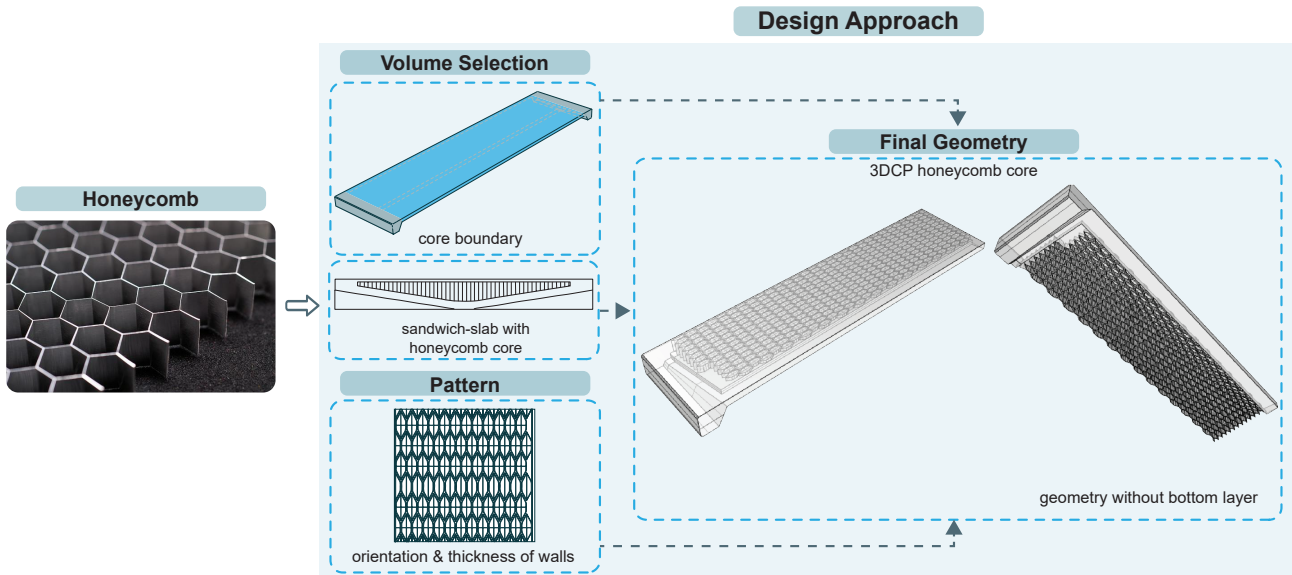 Design Approach
Honeycomb
Volume Selection
core boundary
sandwich-slab with
honeycomb core
Pattern
orientation & thickness of walls
Final Geometry
3DCP honeycomb core
geometry without bottom layer